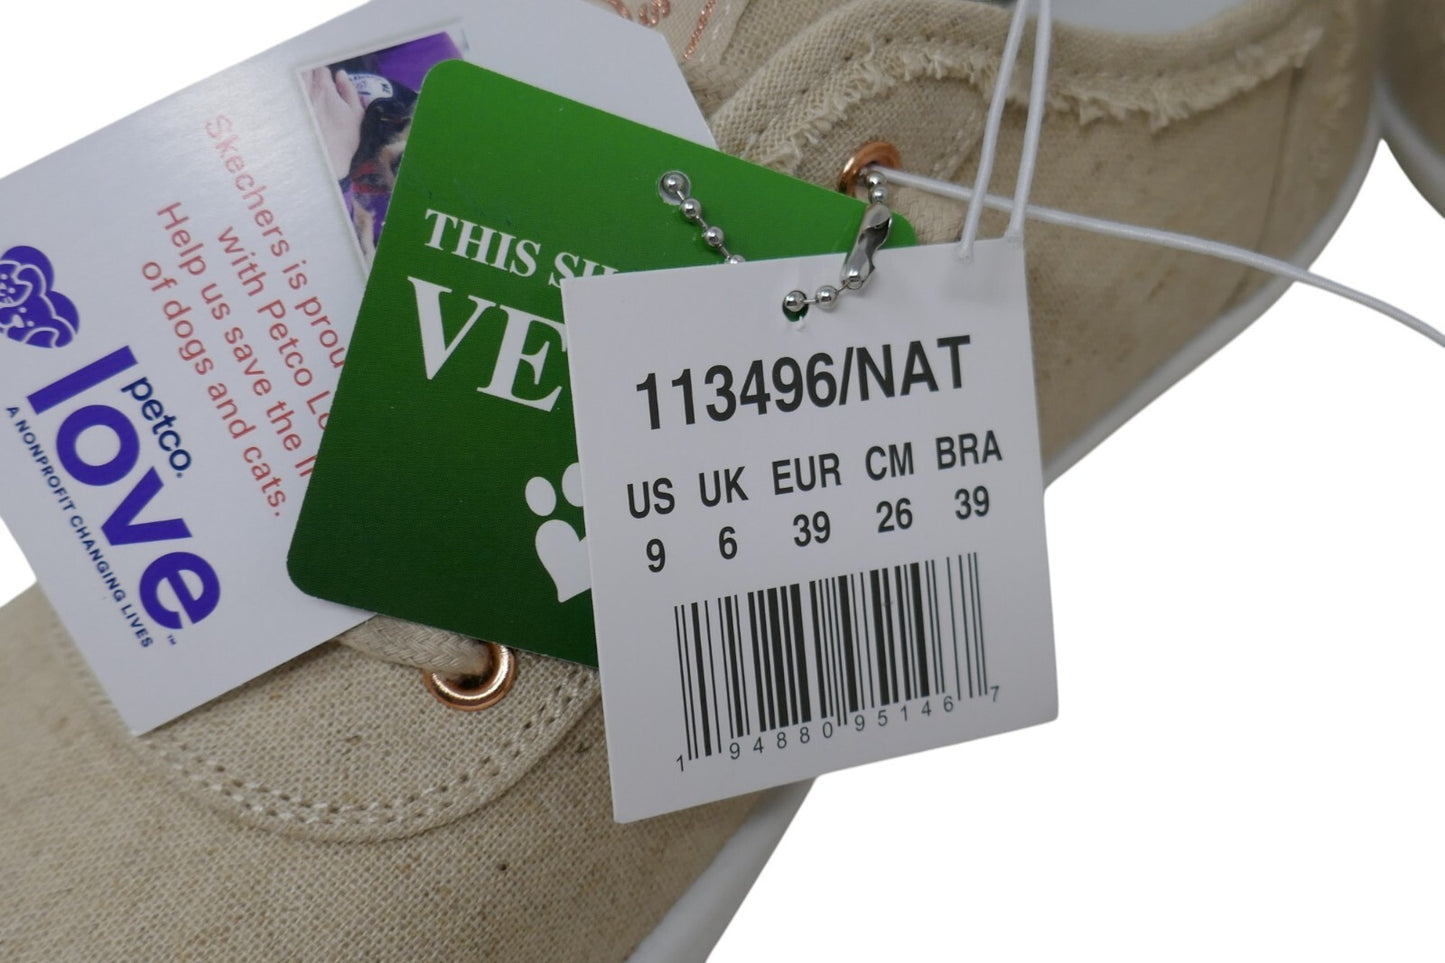 Skechers is prou
with Petco Lo
Help us save the li
of dogs and cats.
petco
love™
A NONPROFIT CHANGING LIVES
THIS SH
VE
113496/NAT
US UK EUR CM BRA
9 6 39 26 39
1 94880 95146 7